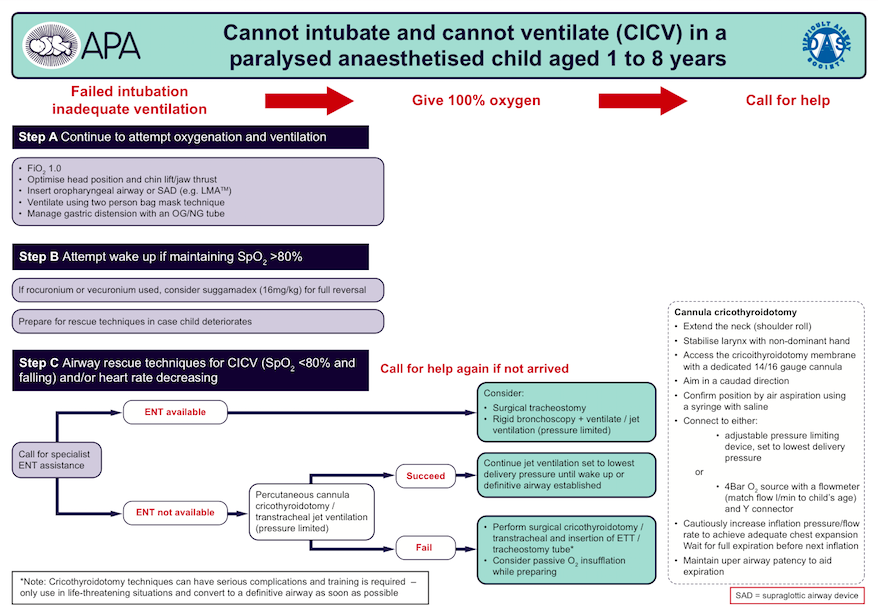 APA
Cannot intubate and cannot ventilate (CICV) in a
paralysed anaesthetised child aged 1 to 8 years
DIFFICULT AIRWAY
DAS
SOCIETY
Failed intubation
inadequate ventilation
Give 100% oxygen
Call for help
Step A Continue to attempt oxygenation and ventilation
• FiO2 1.0
• Optimise head position and chin lift/jaw thrust
• Insert oropharyngeal airway or SAD (e.g. LMA™)
• Ventilate using two person bag mask technique
• Manage gastric distension with an OG/NG tube
Step B Attempt wake up if maintaining SpO2 >80%
If rocuronium or vecuronium used, consider suggamadex (16mg/kg) for full reversal
Prepare for rescue techniques in case child deteriorates
Step C Airway rescue techniques for CICV (SpO2 <80% and
falling) and/or heart rate decreasing
Call for help again if not arrived
Call for specialist
ENT assistance
ENT available
Consider:
• Surgical tracheostomy
• Rigid bronchoscopy + ventilate / jet
ventilation (pressure limited)
ENT not available
Percutaneous cannula
cricothyroidotomy /
transtracheal jet ventilation
(pressure limited)
Succeed
Continue jet ventilation set to lowest
delivery pressure until wake up or
definitive airway established
Fail
• Perform surgical cricothyroidotomy /
transtracheal and insertion of ETT /
tracheostomy tube*
• Consider passive O2 insufflation
while preparing
Cannula cricothyroidotomy
• Extend the neck (shoulder roll)
• Stabilise larynx with non-dominant hand
• Access the cricoithyroidotomy membrane
with a dedicated 14/16 gauge cannula
• Aim in a caudad direction
• Confirm position by air aspiration using
a syringe with saline
• Connect to either:
• adjustable pressure limiting
device, set to lowest delivery
pressure
or
• 4Bar O2 source with a flowmeter
(match flow l/min to child's age)
and Y connector
• Cautiously increase inflation pressure/flow
rate to achieve adequate chest expansion
Wait for full expiration before next inflation
• Maintain uper airway patency to aid
expiration
*Note: Cricothyroidotomy techniques can have serious complications and training is required –
only use in life-threatening situations and convert to a definitive airway as soon as possible
SAD = supraglottic airway device